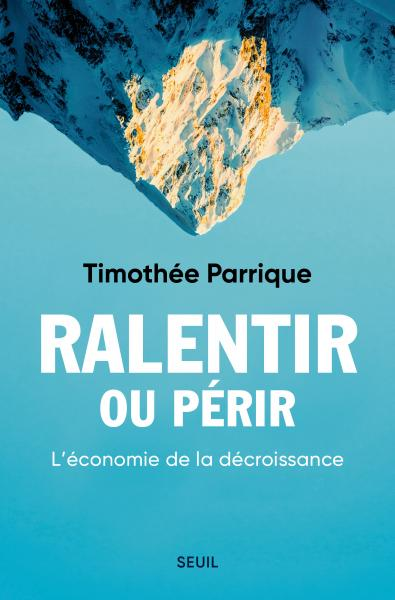 Timothée Parrique
RALENTIR
OU PÉRIR
L'économie de la décroissance
SEUIL